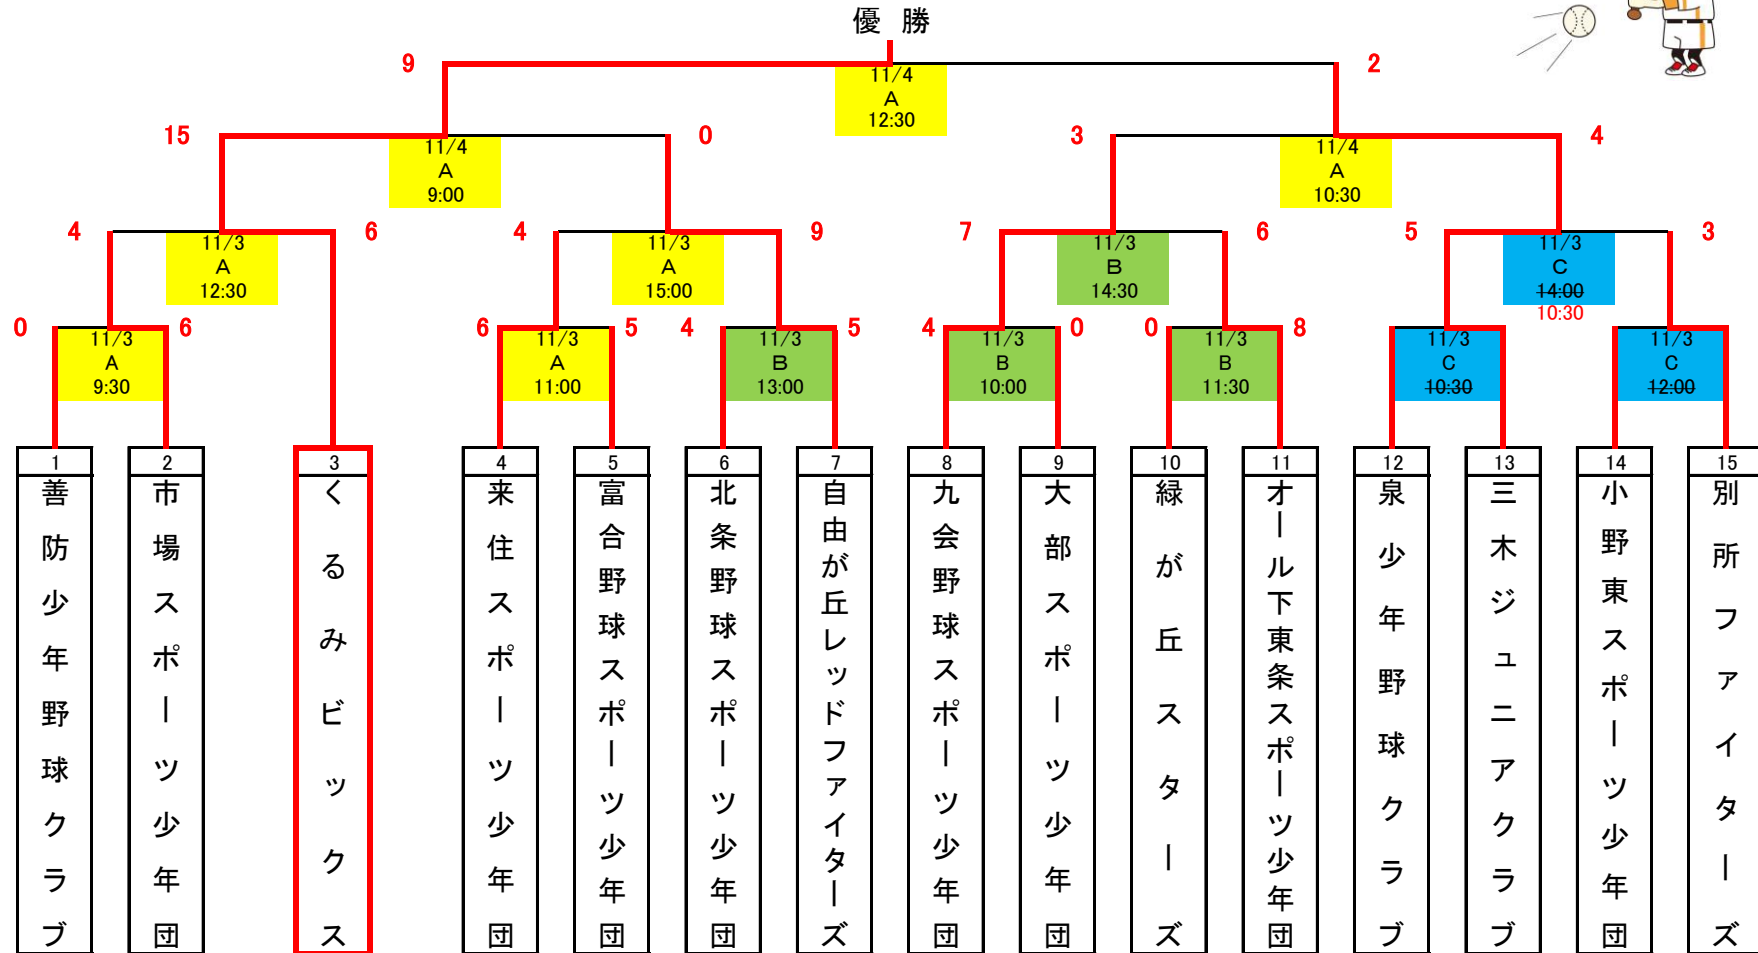 優 勝
9
2
11/4
A
12:30
15
0
3
4
11/4
A
9:00
11/4
A
10:30
4
6
4
9
7
6
5
3
11/3
A
12:30
11/3
A
15:00
11/3
B
14:30
11/3
C
14:00
10:30
0
6
6
5
4
5
4
0
0
8
11/3
A
9:30
11/3
A
11:00
11/3
B
13:00
11/3
B
10:00
11/3
B
11:30
11/3
C
10:30
11/3
C
12:00
1
善防少年野球クラブ
2
市場スポーツ少年団
3
くるみビックス
4
来住スポーツ少年団
5
富合野球スポーツ少年団
6
北条野球スポーツ少年団
7
自由が丘レッドファイターズ
8
九会野球スポーツ少年団
9
大部スポーツ少年団
10
緑が丘スターズ
11
オール下東条スポーツ少年団
12
泉少年野球クラブ
13
三木ジュニアクラブ
14
小野東スポーツ少年団
15
別所ファイターズ